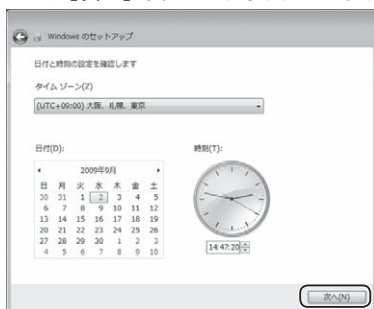 Windows のセットアップ
日付と時刻の設定を確認します
タイム ゾーン(Z)
(UTC+09:00) 大阪、札幌、東京
日付(D):
時刻(T):
2009年9月
日 月 火 水 木 金 土
30 31 1 2 3 4 5
6 7 8 9 10 11 12
13 14 15 16 17 18 19
20 21 22 23 24 25 26
27 28 29 30 1 2 3
4 5 6 7 8 9 10
14:47:20
次へ(N)